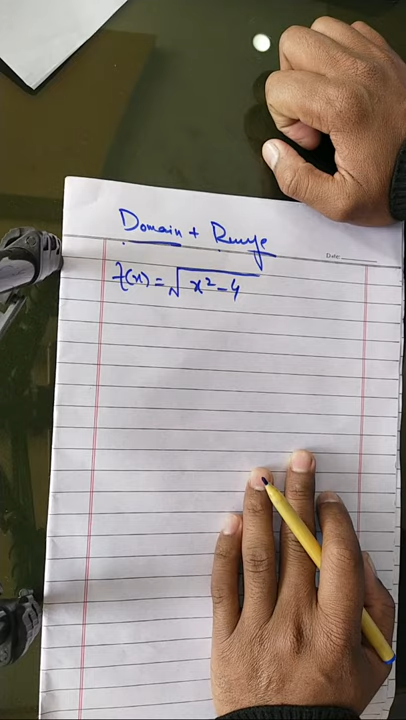 Domain + Range
Date:
f(x) = √x² - 4